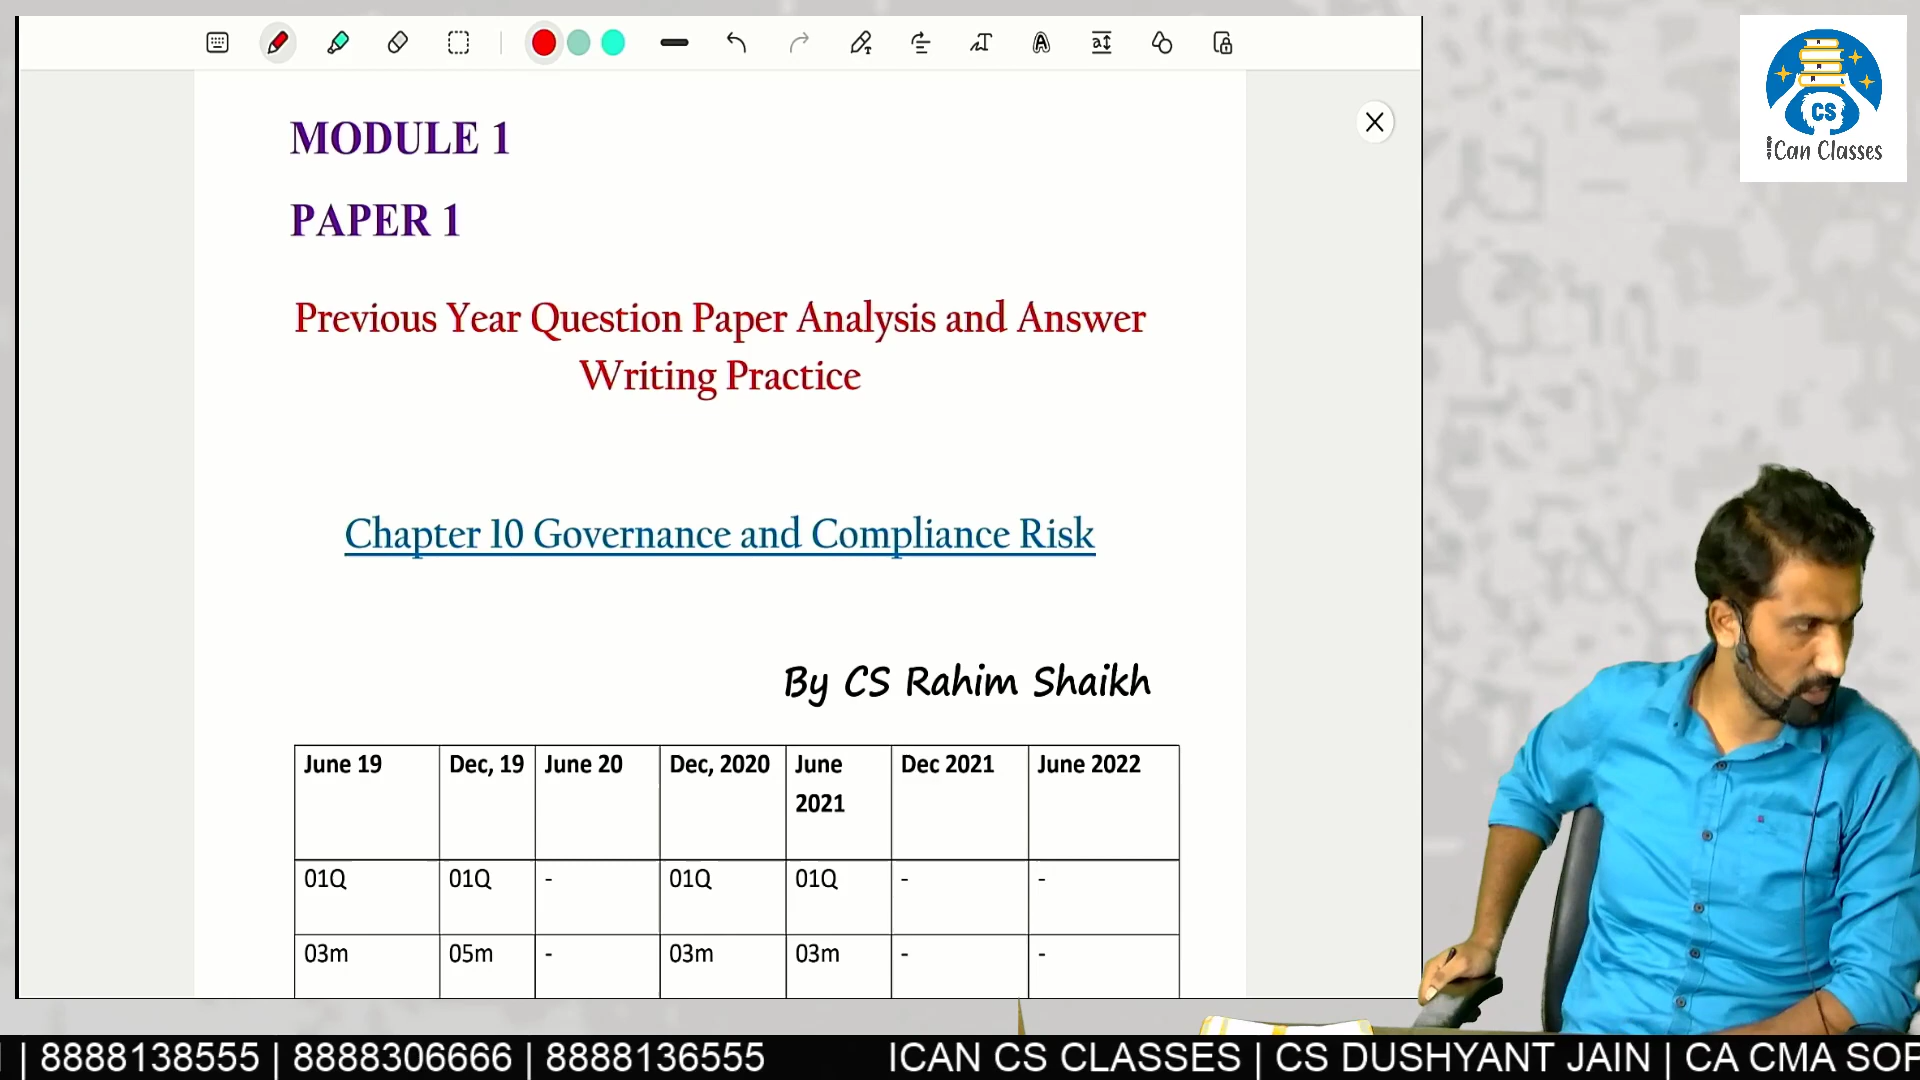 MODULE 1
PAPER 1
Previous Year Question Paper Analysis and Answer
Writing Practice
Chapter 10 Governance and Compliance Risk
By CS Rahim Shaikh
June 19 Dec, 19 June 20 Dec, 2020 June 2021 Dec 2021 June 2022
01Q 01Q - 01Q 01Q - -
03m 05m - 03m 03m - -
CS
iCan Classes
| 8888138555 | 8888306666 | 8888136555 ICAN CS CLASSES | CS DUSHYANT JAIN | CA CMA SOF